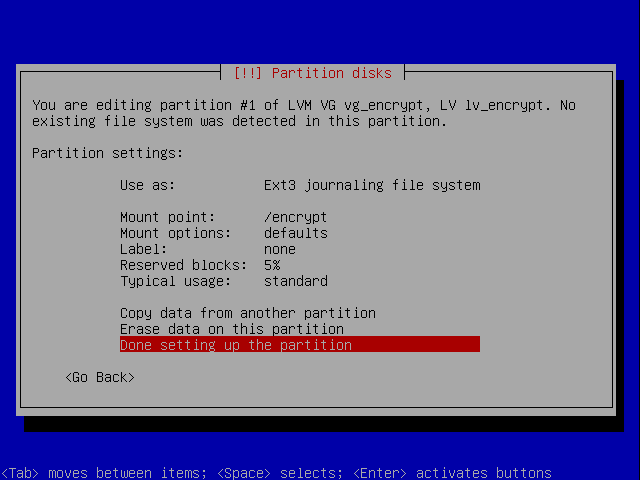 [!!] Partition disks
You are editing partition #1 of LVM VG vg_encrypt, LV lv_encrypt. No
existing file system was detected in this partition.
Partition settings:
Use as: Ext3 journaling file system
Mount point: /encrypt
Mount options: defaults
Label: none
Reserved blocks: 5%
Typical usage: standard
Copy data from another partition
Erase data on this partition
Done setting up the partition
<Go Back>
<Tab> moves between items; <Space> selects; <Enter> activates buttons